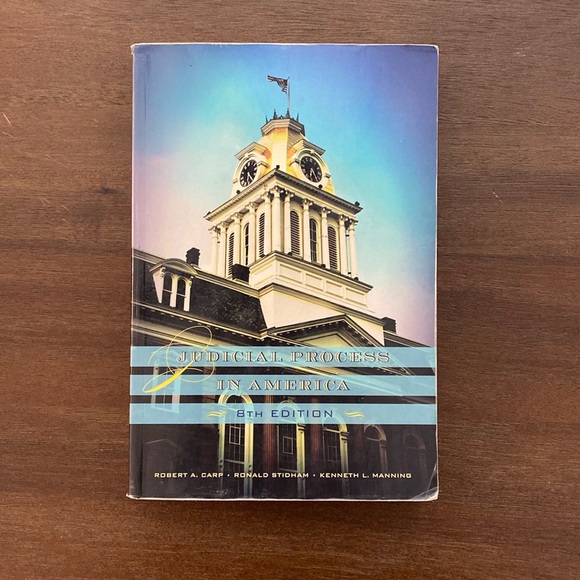 JUDICIAL PROCESS
IN AMERICA
8TH EDITION
ROBERT A. CARP • RONALD STIDHAM • KENNETH L. MANNING